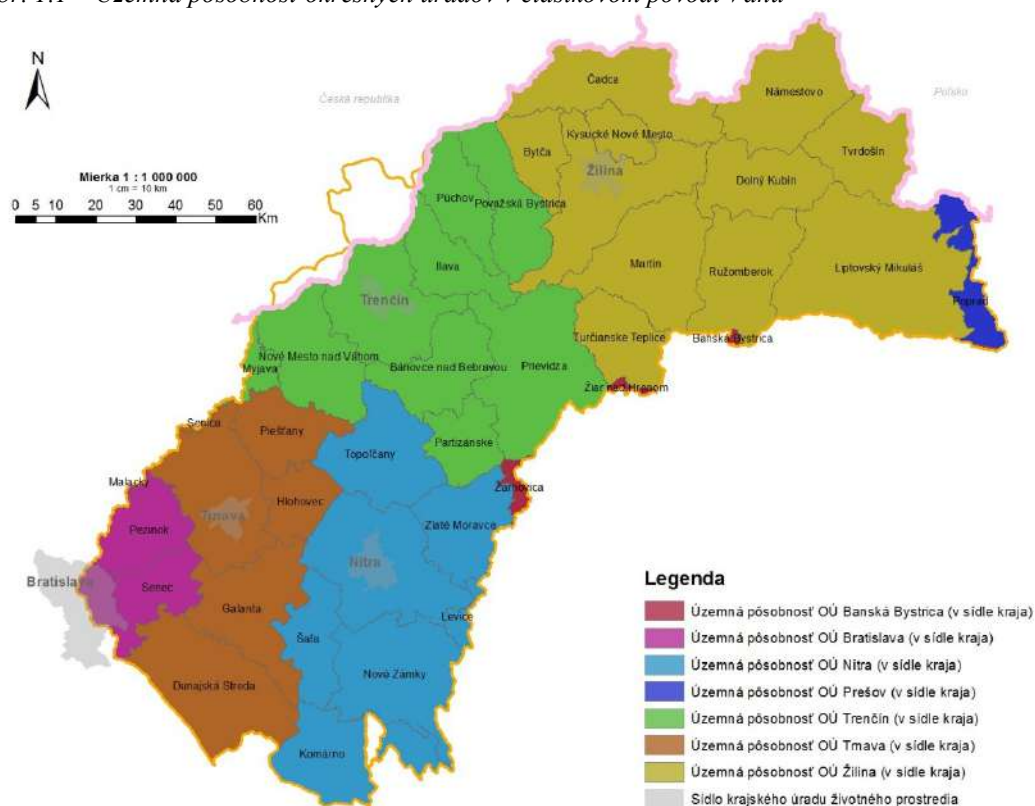 Územná pôsobnosť okresných úradov v čiastkovom povodí Váhu
N
Česká republika
Poľsko
Mierka 1 : 1 000 000
1 cm = 10 km
0 5 10 20 30 40 50 60
Km
Čadca
Námestovo
Kysucké Nové Mesto
Bytča
Tvrdošín
Žilina
Dolný Kubín
Púchov
Považská Bystrica
Ilava
Martin
Ružomberok
Liptovský Mikuláš
Trenčín
Poprad
Turčianske Teplice
Banská Bystrica
Nové Mesto nad Váhom
Myjava
Bánovce nad Bebravou
Prievidza
Žiar nad Hronom
Senica
Piešťany
Partizánske
Topoľčany
Malacky
Hlohovec
Žarnovica
Trnava
Pezinok
Zlaté Moravce
Nitra
Bratislava
Senec
Galanta
Levice
Šaľa
Dunajská Streda
Nové Zámky
Komárno
Legenda
Územná pôsobnosť OÚ Banská Bystrica (v sídle kraja)
Územná pôsobnosť OÚ Bratislava (v sídle kraja)
Územná pôsobnosť OÚ Nitra (v sídle kraja)
Územná pôsobnosť OÚ Prešov (v sídle kraja)
Územná pôsobnosť OÚ Trenčín (v sídle kraja)
Územná pôsobnosť OÚ Trnava (v sídle kraja)
Územná pôsobnosť OÚ Žilina (v sídle kraja)
Sídlo krajského úradu životného prostredia